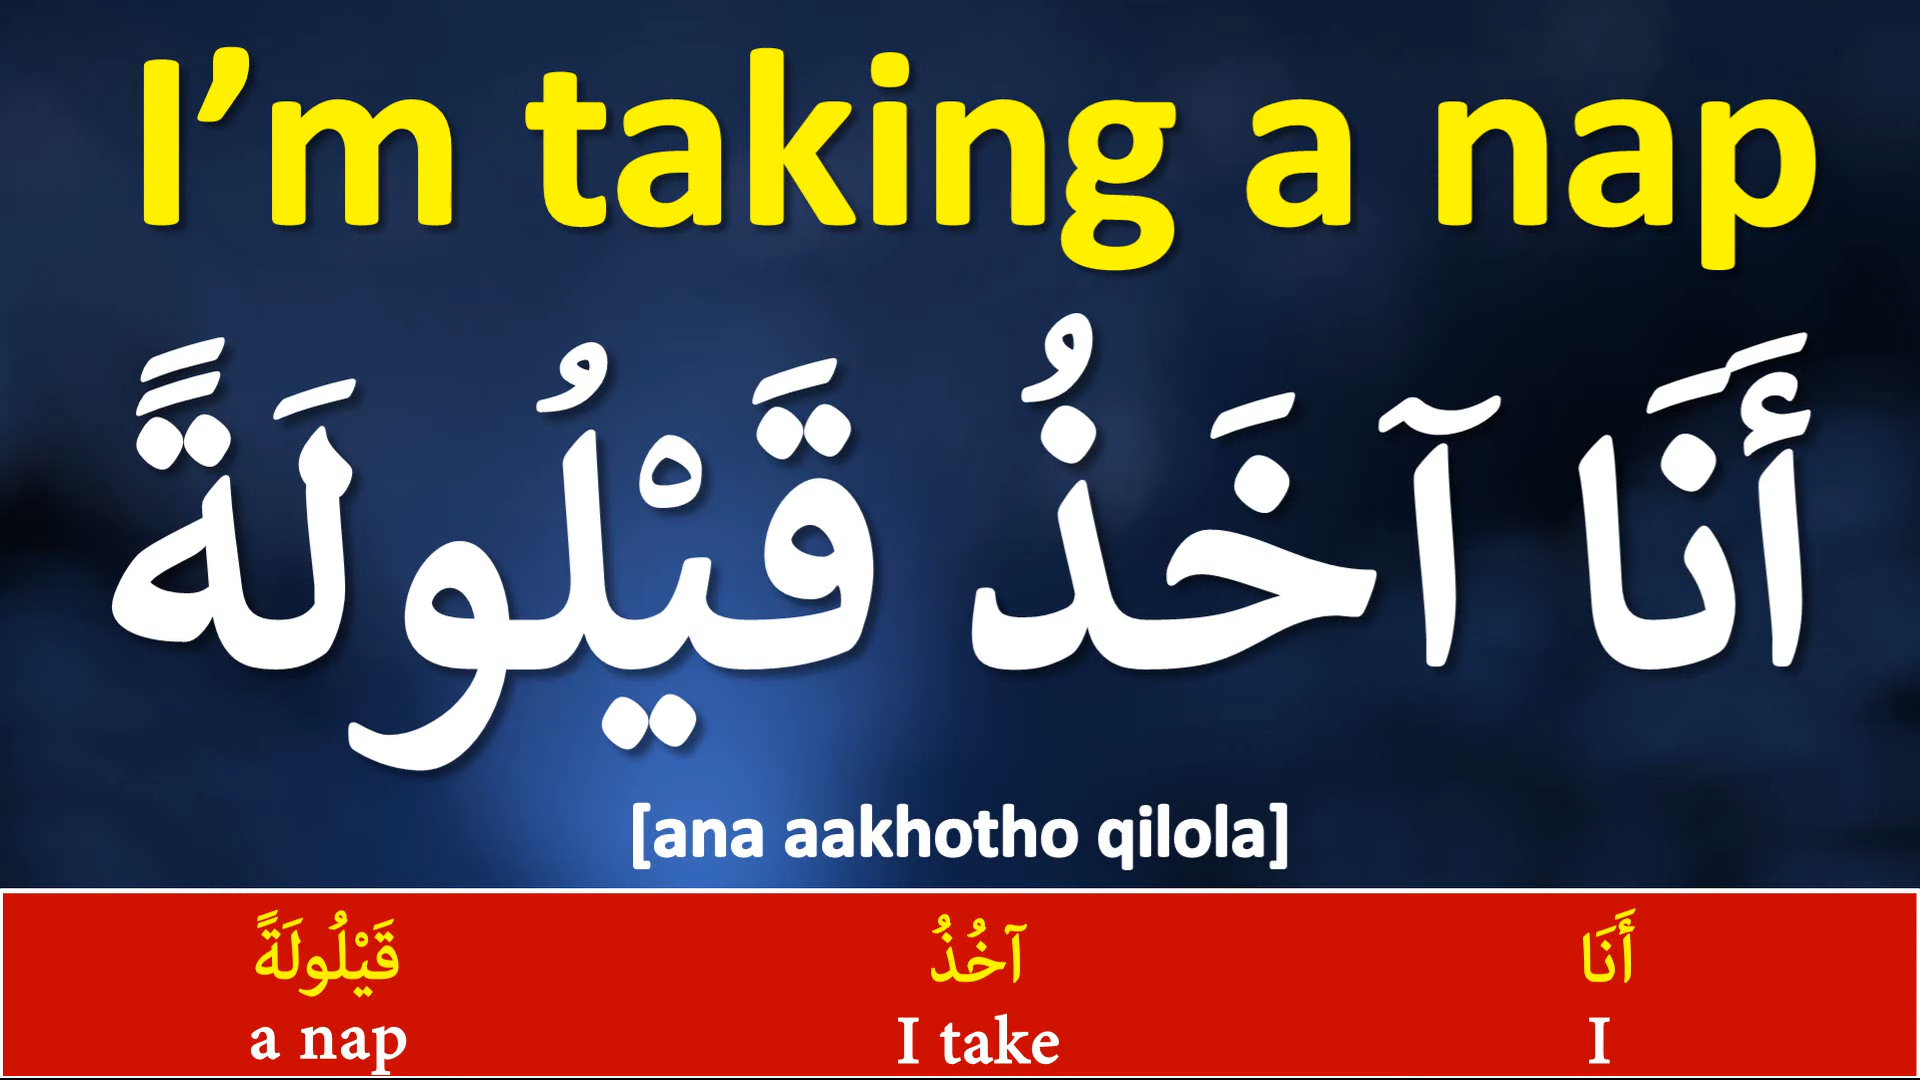 I’m taking a nap
أَنَا آخَذُ قَيْلُولَةً
[ana aakhotho qilola]
أَنَا آخُذُ قَيْلُولَةً
I I take a nap